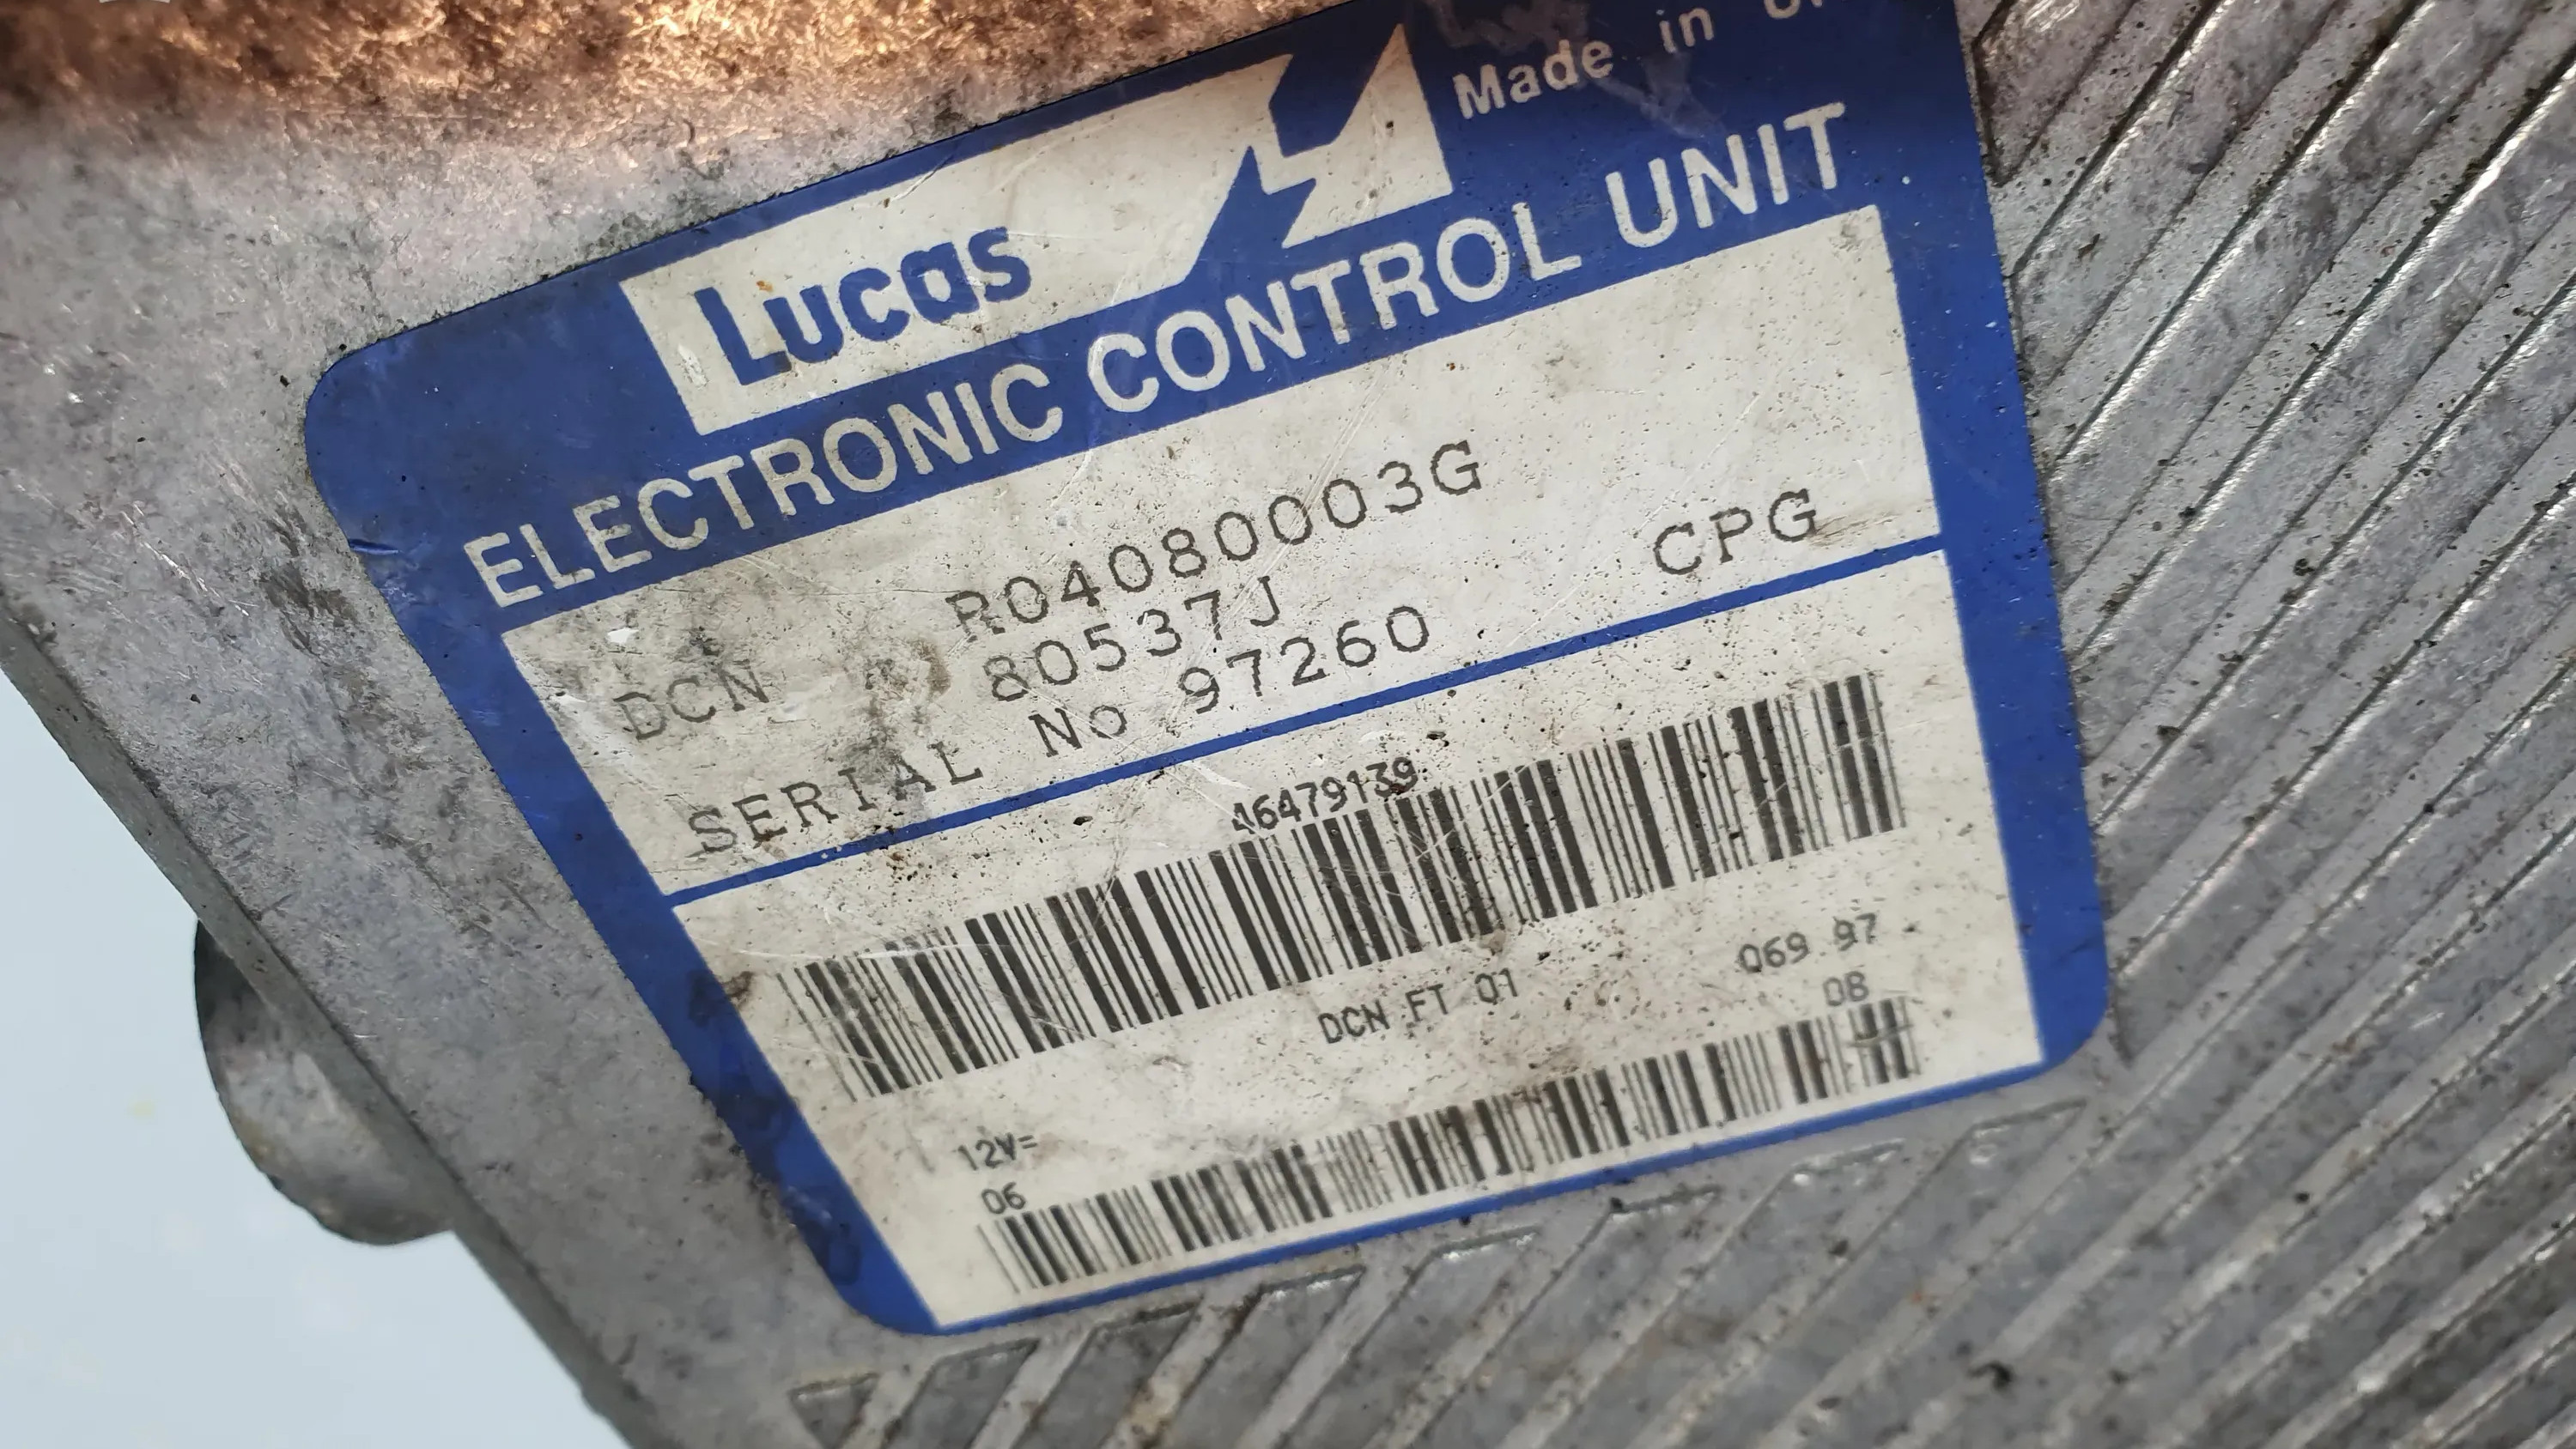 Made in
Lucas
ELECTRONIC CONTROL UNIT
R04080003G
DCN 80537J CPG
SERIAL No 97260
46479139
DCN FT 01 069 97
08
12V=
06